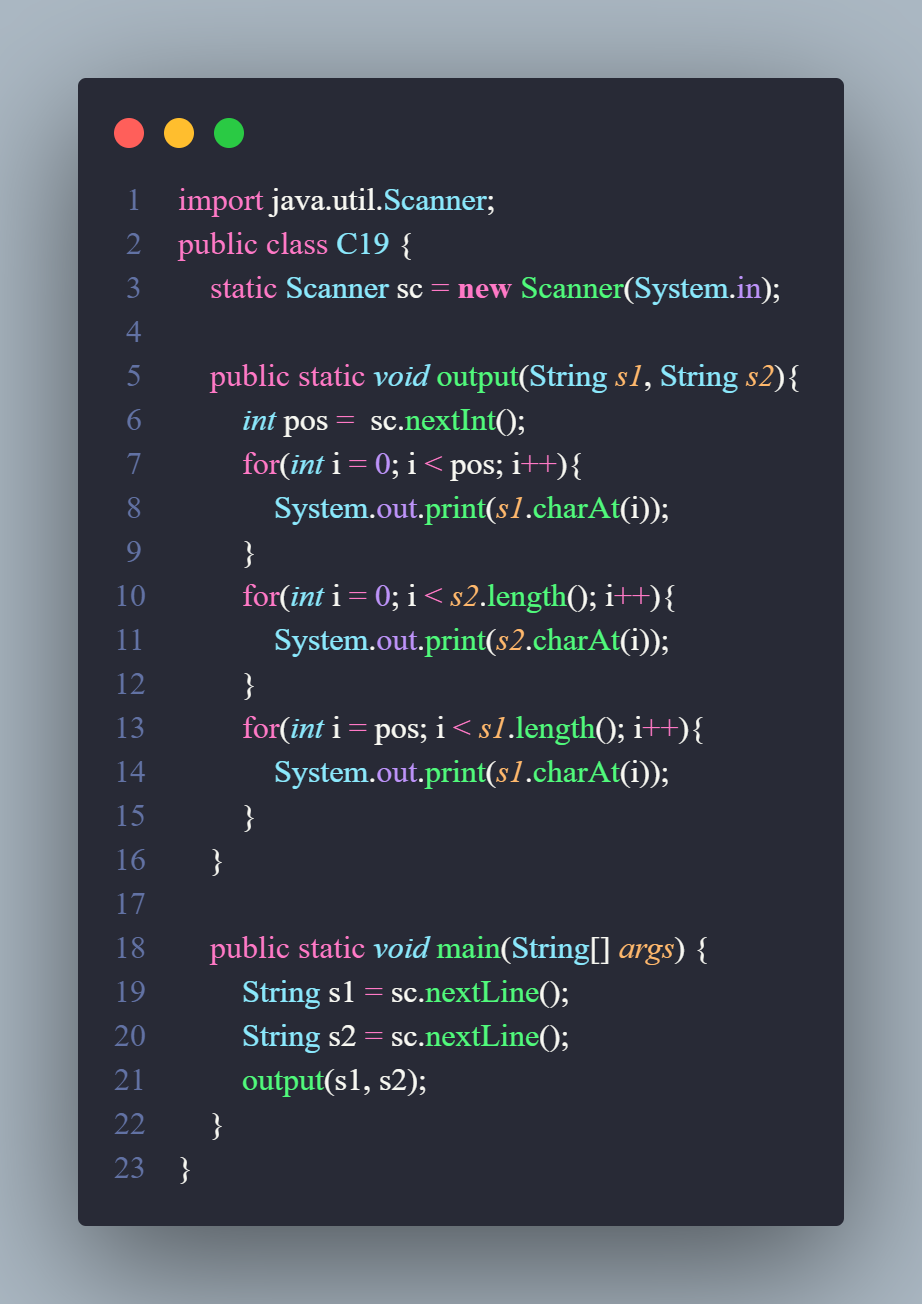 1 import java.util.Scanner;
2 public class C19 {
3     static Scanner sc = new Scanner(System.in);
4
5     public static void output(String s1, String s2){
6         int pos =  sc.nextInt();
7         for(int i = 0; i < pos; i++){
8             System.out.print(s1.charAt(i));
9         }
10         for(int i = 0; i < s2.length(); i++){
11             System.out.print(s2.charAt(i));
12         }
13         for(int i = pos; i < s1.length(); i++){
14             System.out.print(s1.charAt(i));
15         }
16     }
17
18     public static void main(String[] args) {
19         String s1 = sc.nextLine();
20         String s2 = sc.nextLine();
21         output(s1, s2);
22     }
23 }